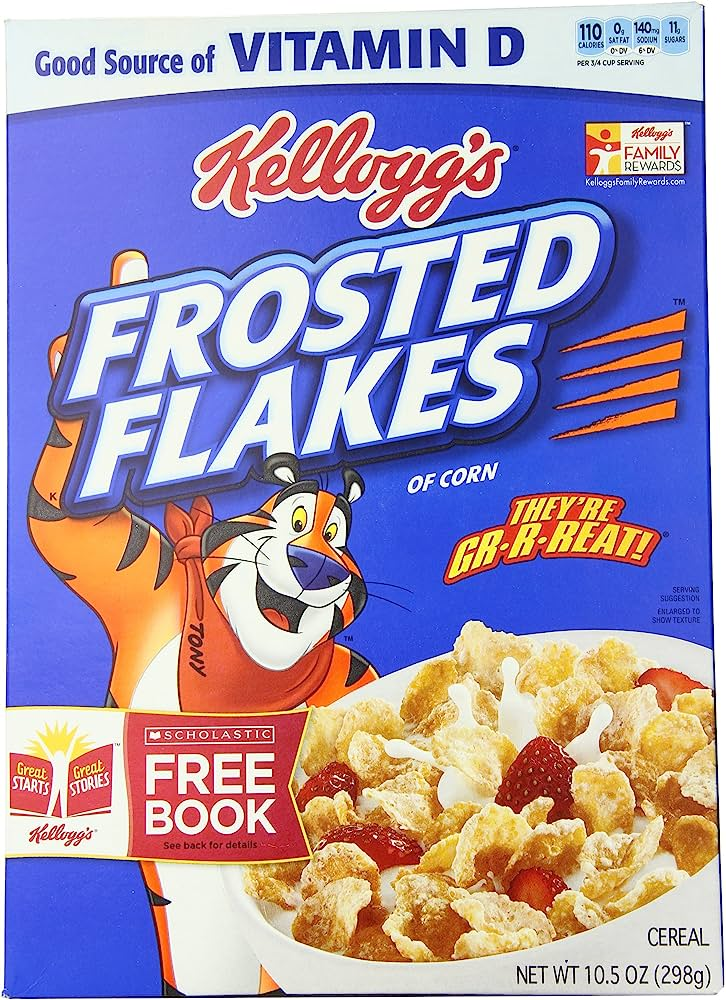 Good Source of VITAMIN D
110 CALORIES
0g SAT FAT 0% DV
140mg SODIUM 6% DV
11g SUGARS
PER 3/4 CUP SERVING
Kellogg's
FAMILY
REWARDS
KelloggsFamilyRewards.com
Kellogg's®
FROSTED
FLAKES
TM
OF CORN
THEY'RE
GR-R-REAT!®
K
TONY
TM
SERVING
SUGGESTION
ENLARGED TO
SHOW TEXTURE
Great STARTS
Great STORIES
TM
Kellogg's
SCHOLASTIC
FREE
BOOK
See back for details
CEREAL
NET WT 10.5 OZ (298g)